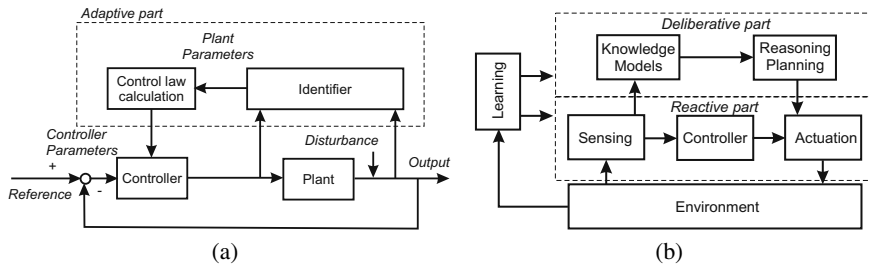 Adaptive part
Plant
Parameters
Control law
calculation
Identifier
Controller
Parameters
Disturbance
Output
+
-
Reference
Controller
Plant
(a)
Deliberative part
Knowledge
Models
Reasoning
Planning
Learning
Reactive part
Sensing
Controller
Actuation
Environment
(b)